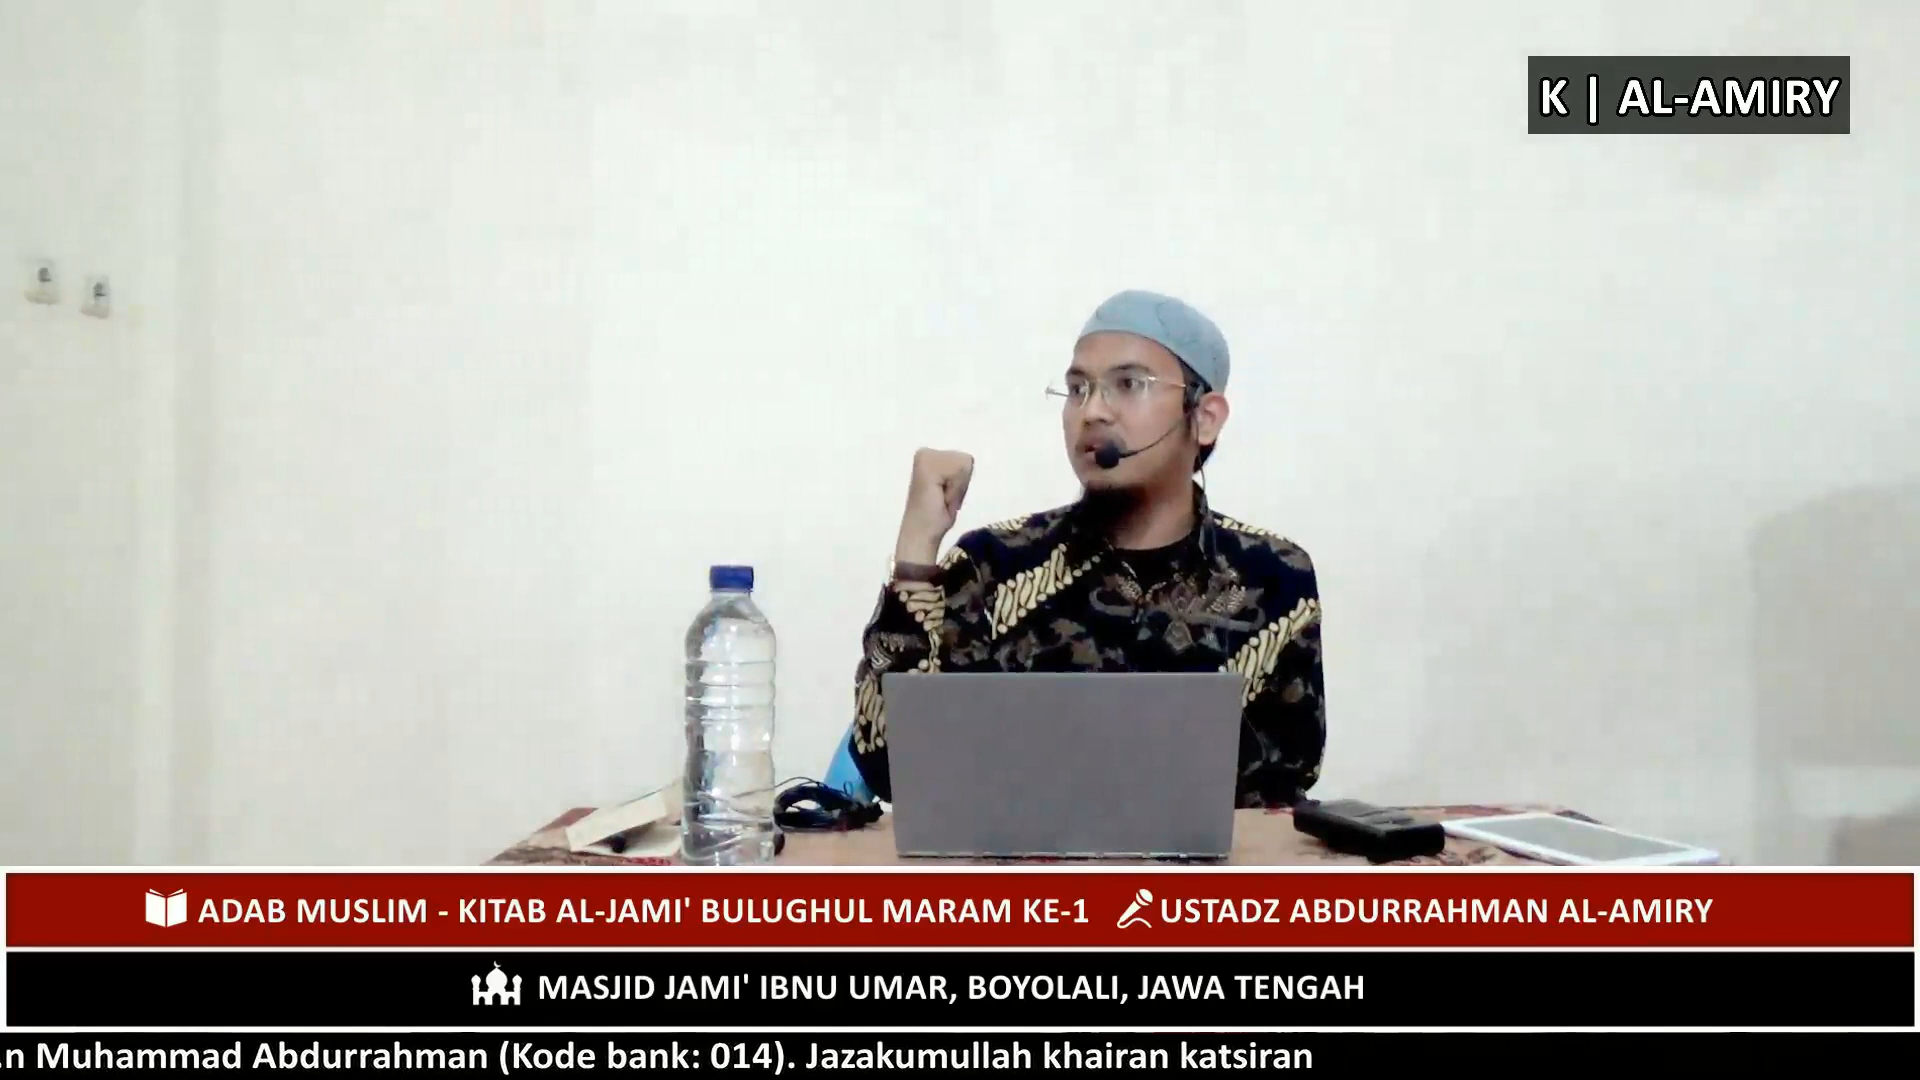 K | AL-AMIRY
ADAB MUSLIM - KITAB AL-JAMI' BULUGHUL MARAM KE-1 USTADZ ABDURRAHMAN AL-AMIRY
MASJID JAMI' IBNU UMAR, BOYOLALI, JAWA TENGAH
.n Muhammad Abdurrahman (Kode bank: 014). Jazakumullah khairan katsiran